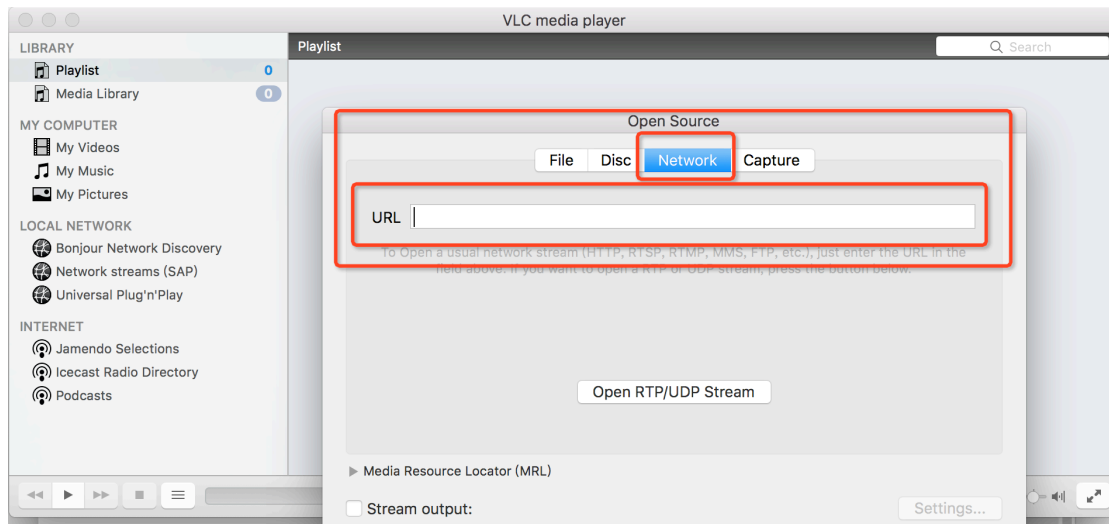 VLC media player
LIBRARY
Playlist
0
Media Library
0
MY COMPUTER
My Videos
My Music
My Pictures
LOCAL NETWORK
Bonjour Network Discovery
Network streams (SAP)
Universal Plug'n'Play
INTERNET
Jamendo Selections
Icecast Radio Directory
Podcasts
Playlist
Search
Open Source
File Disc Network Capture
URL
To Open a usual network stream (HTTP, RTSP, RTMP, MMS, FTP, etc.), just enter the URL in the
field above. If you want to open a RTP or UDP stream, press the button below.
Open RTP/UDP Stream
Media Resource Locator (MRL)
Stream output:
Settings...